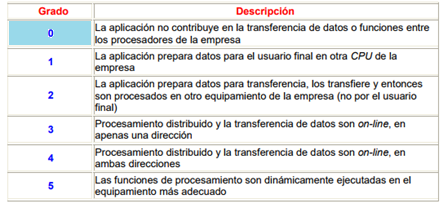 Grado Descripción
0 La aplicación no contribuye en la transferencia de datos o funciones entre
los procesadores de la empresa
1 La aplicación prepara datos para el usuario final en otra CPU de la
empresa
2 La aplicación prepara datos para transferencia, los transfiere y entonces
son procesados en otro equipamiento de la empresa (no por el usuario
final)
3 Procesamiento distribuido y la transferencia de datos son on-line, en
apenas una dirección
4 Procesamiento distribuido y la transferencia de datos son on-line, en
ambas direcciones
5 Las funciones de procesamiento son dinámicamente ejecutadas en el
equipamiento más adecuado